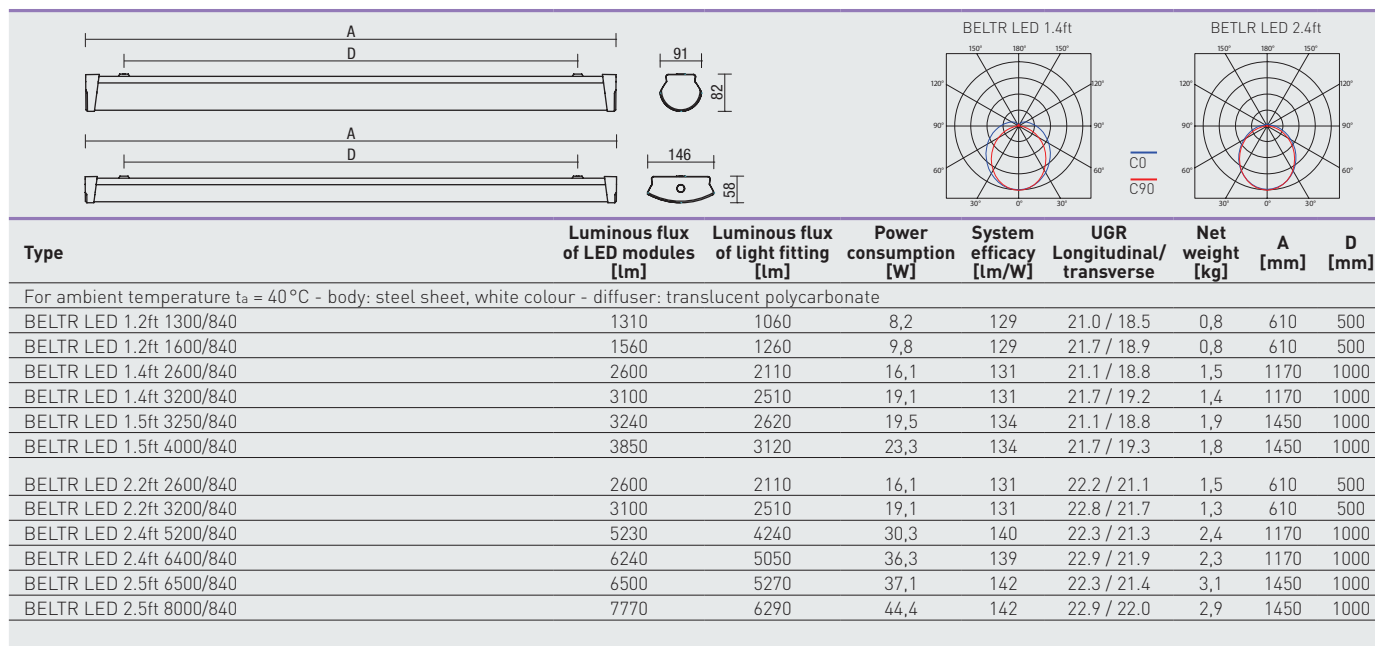 A
D
91
82
A
D
146
58
BELTR LED 1.4ft
150° 180° 150°
120° 120°
90° 90°
60° 60°
30° 0° 30°
C0
C90
BETLR LED 2.4ft
150° 180° 150°
120° 120°
90° 90°
60° 60°
30° 0° 30°
Type Luminous flux of LED modules [lm] Luminous flux of light fitting [lm] Power consumption [W] System efficacy [lm/W] UGR Longitudinal/ transverse Net weight [kg] A [mm] D [mm]
For ambient temperature ta = 40°C - body: steel sheet, white colour - diffuser: translucent polycarbonate
BELTR LED 1.2ft 1300/840 1310 1060 8,2 129 21.0 / 18.5 0,8 610 500
BELTR LED 1.2ft 1600/840 1560 1260 9,8 129 21.7 / 18.9 0,8 610 500
BELTR LED 1.4ft 2600/840 2600 2110 16,1 131 21.1 / 18.8 1,5 1170 1000
BELTR LED 1.4ft 3200/840 3100 2510 19,1 131 21.7 / 19.2 1,4 1170 1000
BELTR LED 1.5ft 3250/840 3240 2620 19,5 134 21.1 / 18.8 1,9 1450 1000
BELTR LED 1.5ft 4000/840 3850 3120 23,3 134 21.7 / 19.3 1,8 1450 1000
BELTR LED 2.2ft 2600/840 2600 2110 16,1 131 22.2 / 21.1 1,5 610 500
BELTR LED 2.2ft 3200/840 3100 2510 19,1 131 22.8 / 21.7 1,3 610 500
BELTR LED 2.4ft 5200/840 5230 4240 30,3 140 22.3 / 21.3 2,4 1170 1000
BELTR LED 2.4ft 6400/840 6240 5050 36,3 139 22.9 / 21.9 2,3 1170 1000
BELTR LED 2.5ft 6500/840 6500 5270 37,1 142 22.3 / 21.4 3,1 1450 1000
BELTR LED 2.5ft 8000/840 7770 6290 44,4 142 22.9 / 22.0 2,9 1450 1000